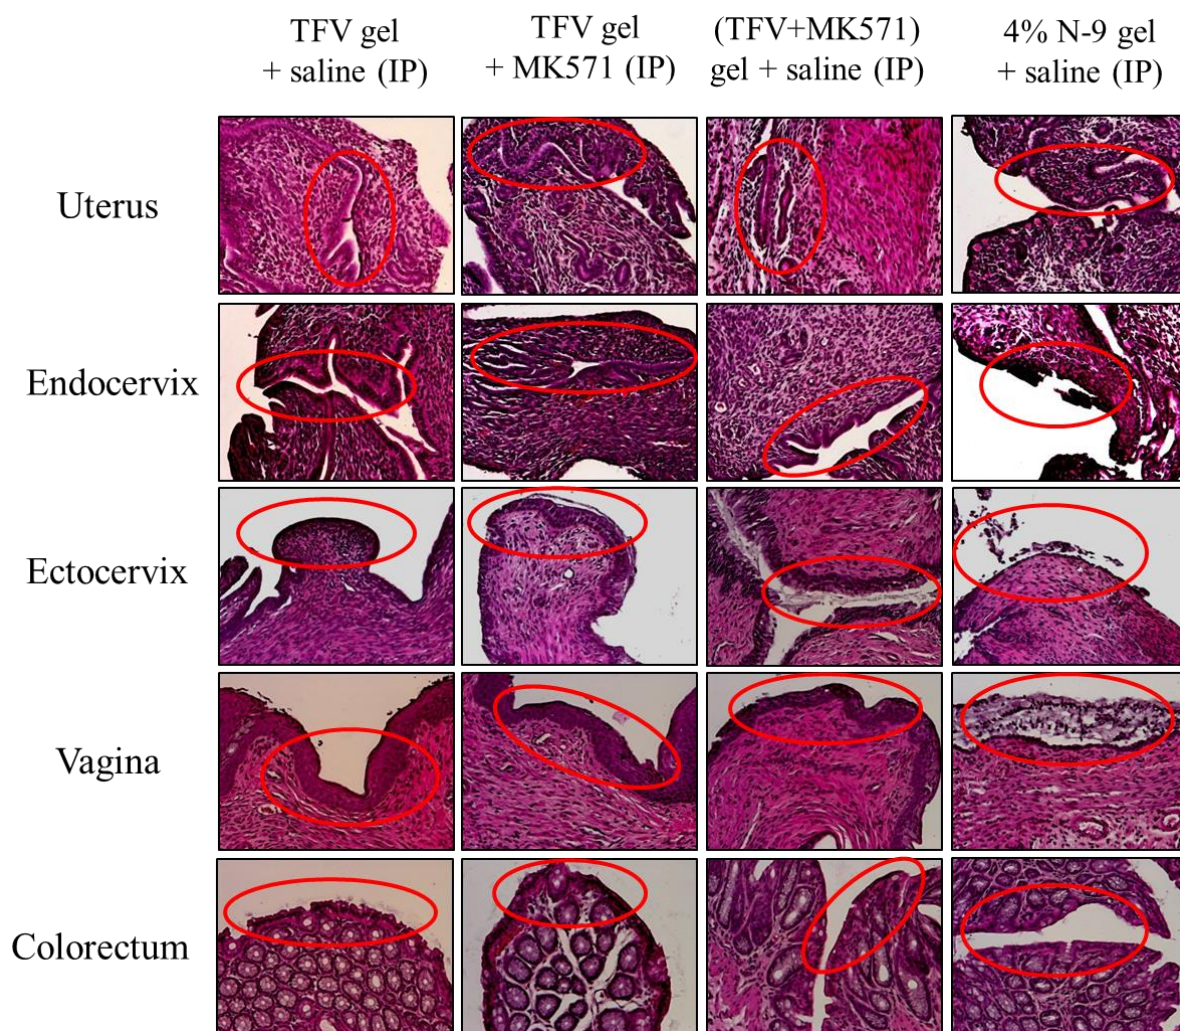 TFV gel
+ saline (IP)
TFV gel
+ MK571 (IP)
(TFV+MK571)
gel + saline (IP)
4% N-9 gel
+ saline (IP)
Uterus
Endocervix
Ectocervix
Vagina
Colorectum